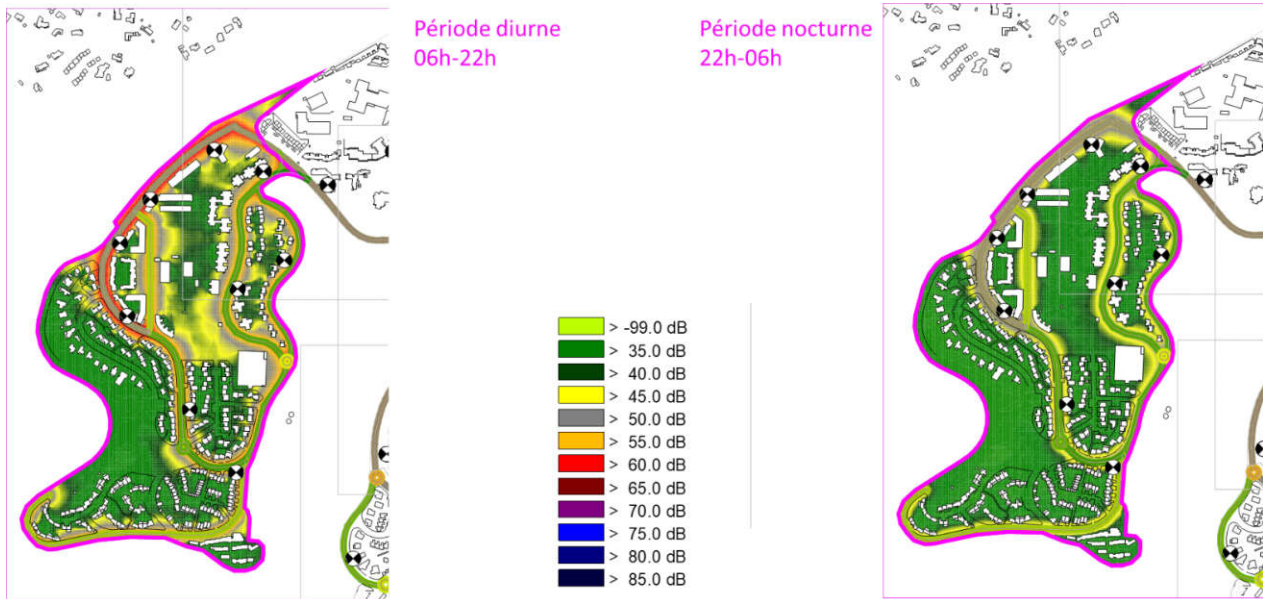 Période diurne
06h-22h
Période nocturne
22h-06h
> -99.0 dB
> 35.0 dB
> 40.0 dB
> 45.0 dB
> 50.0 dB
> 55.0 dB
> 60.0 dB
> 65.0 dB
> 70.0 dB
> 75.0 dB
> 80.0 dB
> 85.0 dB